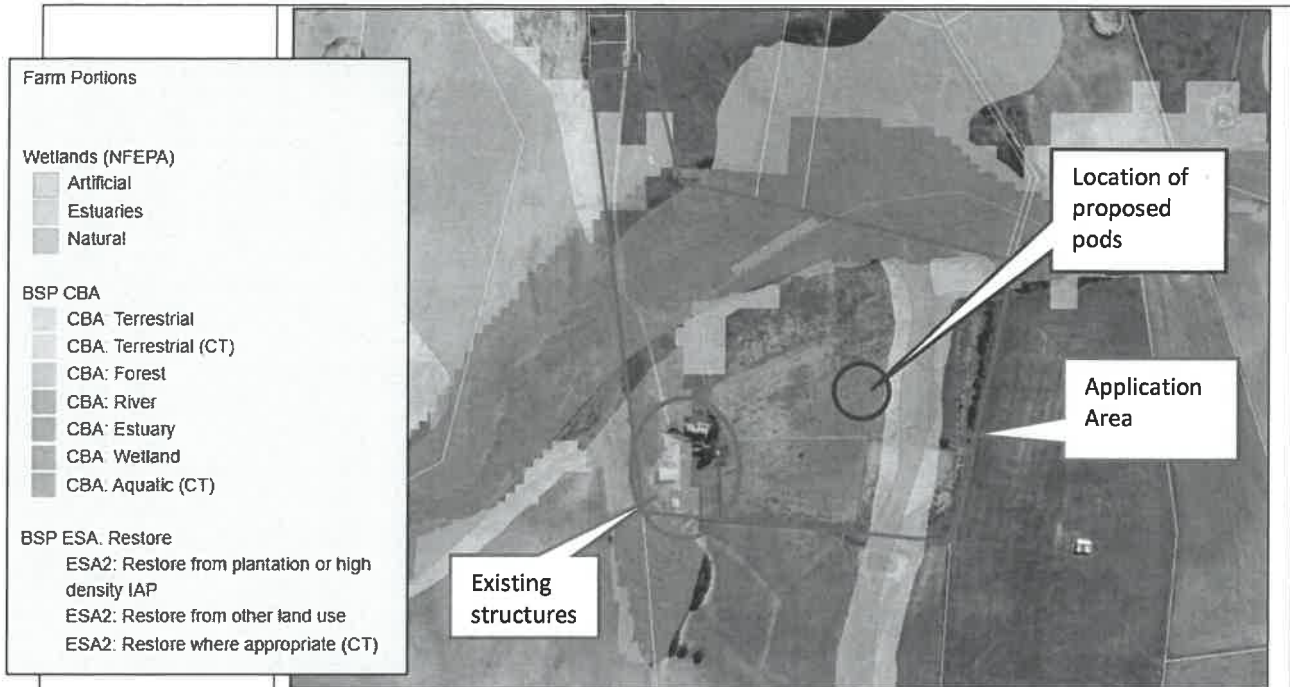 Farm Portions
Wetlands (NFEPA)
Artificial
Estuaries
Natural
BSP CBA
CBA: Terrestrial
CBA: Terrestrial (CT)
CBA: Forest
CBA: River
CBA: Estuary
CBA: Wetland
CBA: Aquatic (CT)
BSP ESA. Restore
ESA2: Restore from plantation or high
density IAP
ESA2: Restore from other land use
ESA2: Restore where appropriate (CT)
Location of
proposed
pods
Application
Area
Existing
structures